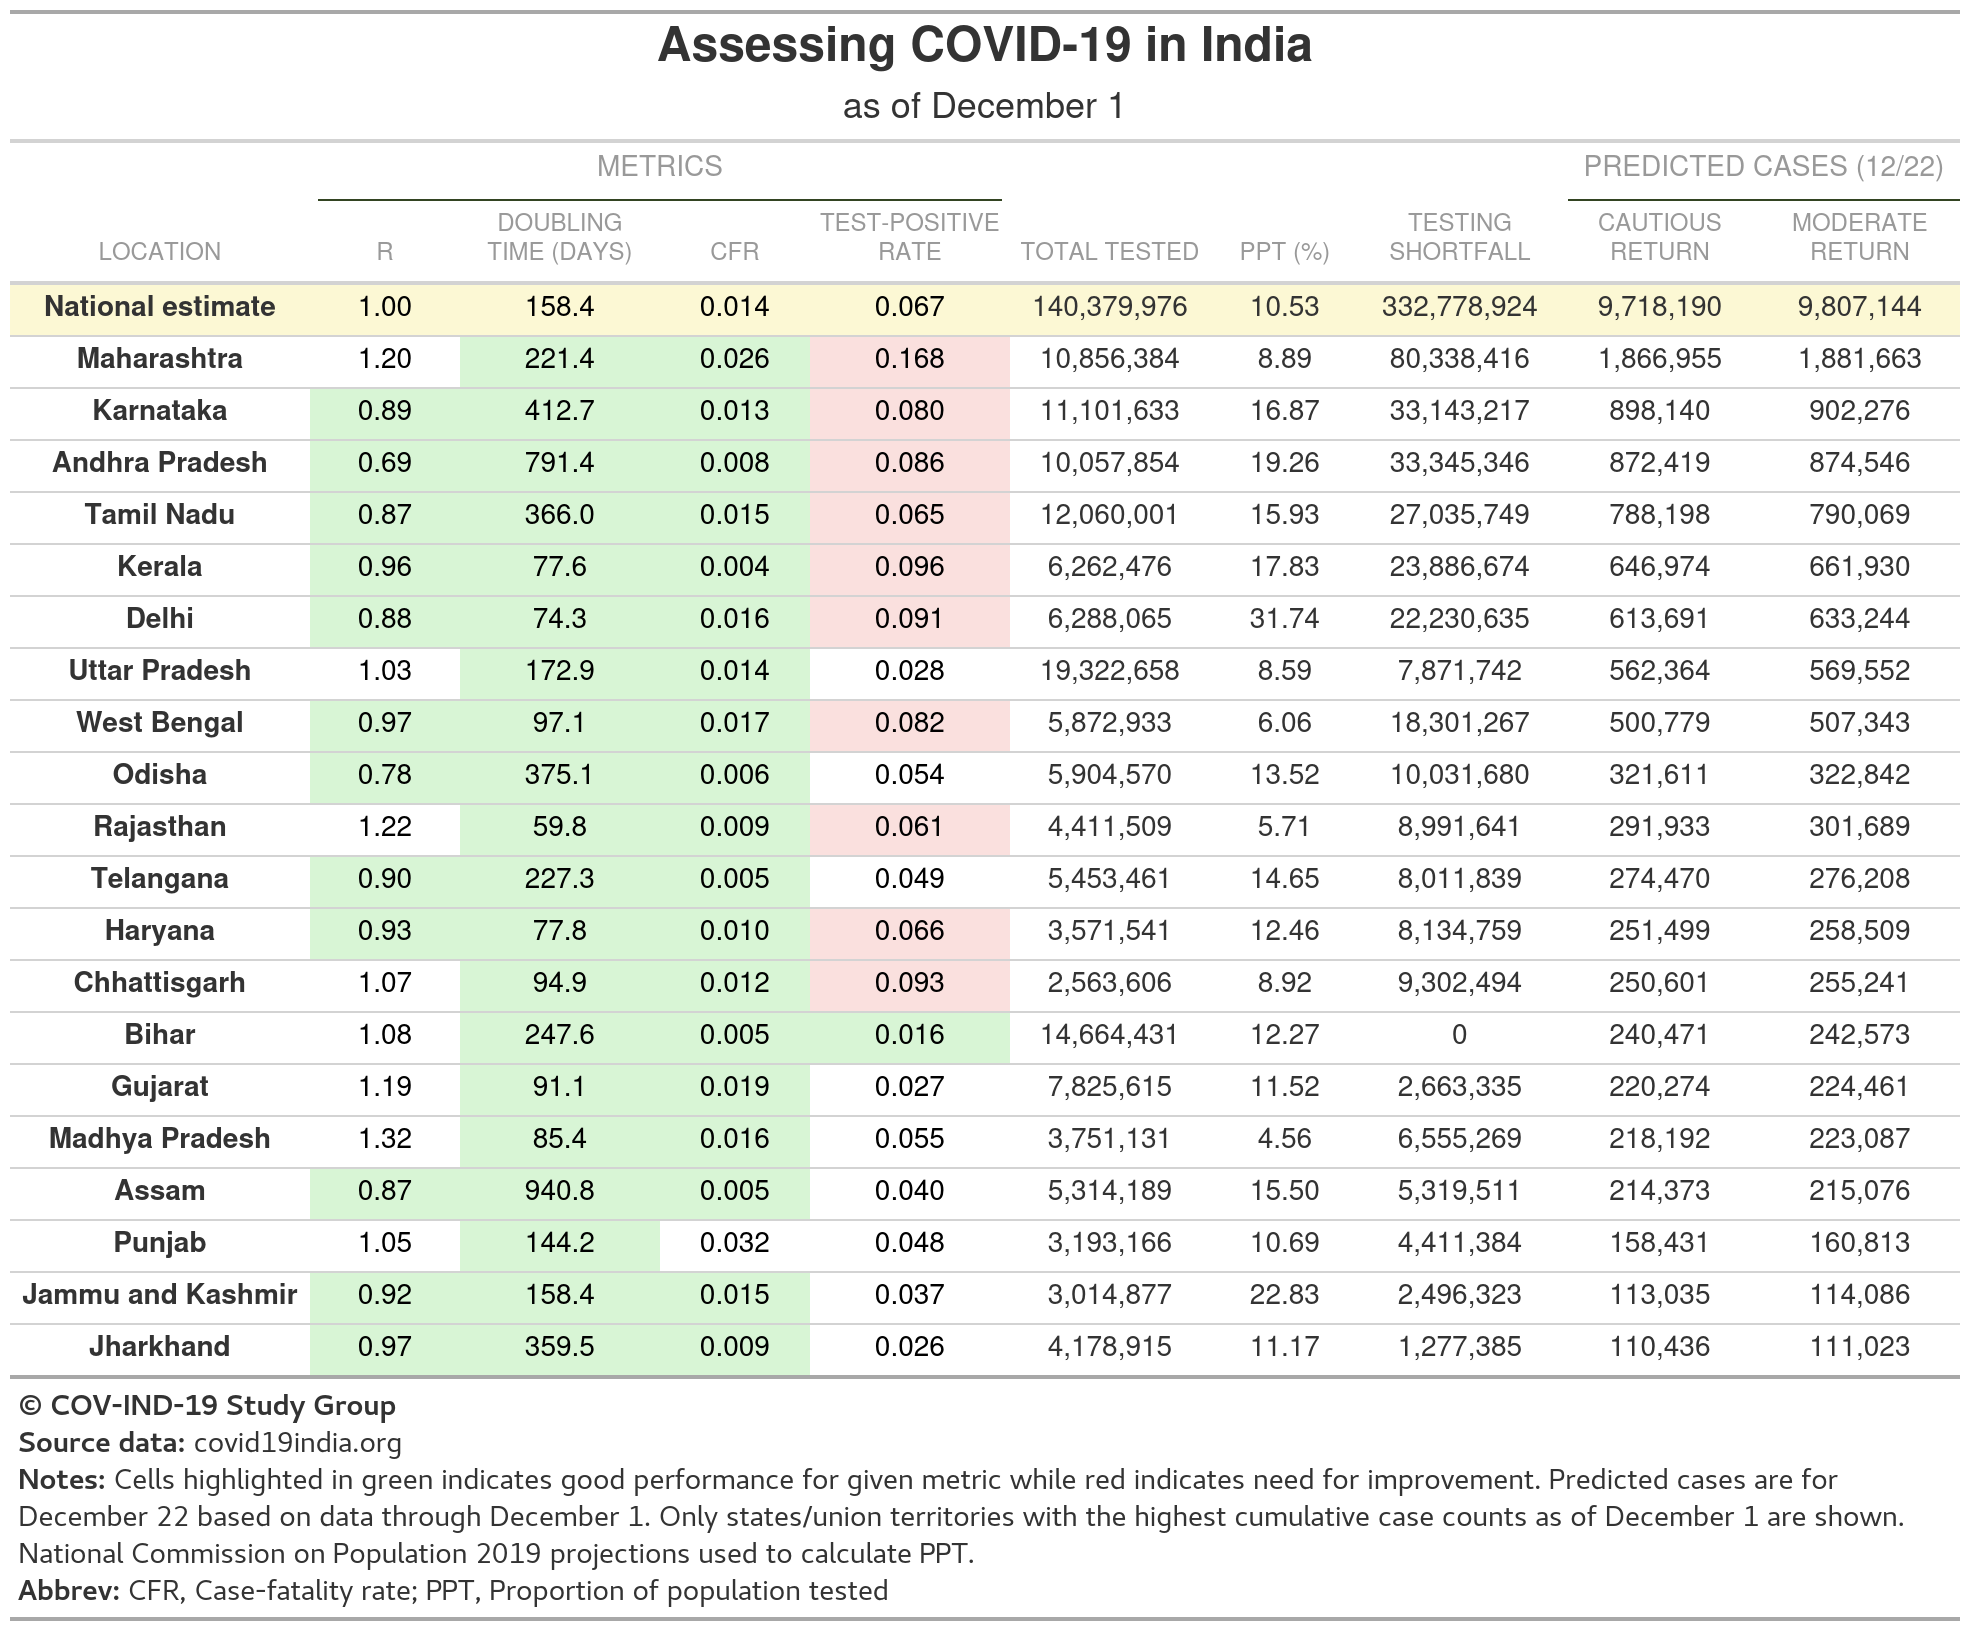 Assessing COVID-19 in India
as of December 1
METRICS PREDICTED CASES (12/22)
LOCATION R DOUBLING TIME (DAYS) CFR TEST-POSITIVE RATE TOTAL TESTED PPT (%) TESTING SHORTFALL CAUTIOUS RETURN MODERATE RETURN
National estimate 1.00 158.4 0.014 0.067 140,379,976 10.53 332,778,924 9,718,190 9,807,144
Maharashtra 1.20 221.4 0.026 0.168 10,856,384 8.89 80,338,416 1,866,955 1,881,663
Karnataka 0.89 412.7 0.013 0.080 11,101,633 16.87 33,143,217 898,140 902,276
Andhra Pradesh 0.69 791.4 0.008 0.086 10,057,854 19.26 33,345,346 872,419 874,546
Tamil Nadu 0.87 366.0 0.015 0.065 12,060,001 15.93 27,035,749 788,198 790,069
Kerala 0.96 77.6 0.004 0.096 6,262,476 17.83 23,886,674 646,974 661,930
Delhi 0.88 74.3 0.016 0.091 6,288,065 31.74 22,230,635 613,691 633,244
Uttar Pradesh 1.03 172.9 0.014 0.028 19,322,658 8.59 7,871,742 562,364 569,552
West Bengal 0.97 97.1 0.017 0.082 5,872,933 6.06 18,301,267 500,779 507,343
Odisha 0.78 375.1 0.006 0.054 5,904,570 13.52 10,031,680 321,611 322,842
Rajasthan 1.22 59.8 0.009 0.061 4,411,509 5.71 8,991,641 291,933 301,689
Telangana 0.90 227.3 0.005 0.049 5,453,461 14.65 8,011,839 274,470 276,208
Haryana 0.93 77.8 0.010 0.066 3,571,541 12.46 8,134,759 251,499 258,509
Chhattisgarh 1.07 94.9 0.012 0.093 2,563,606 8.92 9,302,494 250,601 255,241
Bihar 1.08 247.6 0.005 0.016 14,664,431 12.27 0 240,471 242,573
Gujarat 1.19 91.1 0.019 0.027 7,825,615 11.52 2,663,335 220,274 224,461
Madhya Pradesh 1.32 85.4 0.016 0.055 3,751,131 4.56 6,555,269 218,192 223,087
Assam 0.87 940.8 0.005 0.040 5,314,189 15.50 5,319,511 214,373 215,076
Punjab 1.05 144.2 0.032 0.048 3,193,166 10.69 4,411,384 158,431 160,813
Jammu and Kashmir 0.92 158.4 0.015 0.037 3,014,877 22.83 2,496,323 113,035 114,086
Jharkhand 0.97 359.5 0.009 0.026 4,178,915 11.17 1,277,385 110,436 111,023
© COV-IND-19 Study Group
Source data: covid19india.org
Notes: Cells highlighted in green indicates good performance for given metric while red indicates need for improvement. Predicted cases are for
December 22 based on data through December 1. Only states/union territories with the highest cumulative case counts as of December 1 are shown.
National Commission on Population 2019 projections used to calculate PPT.
Abbrev: CFR, Case-fatality rate; PPT, Proportion of population tested